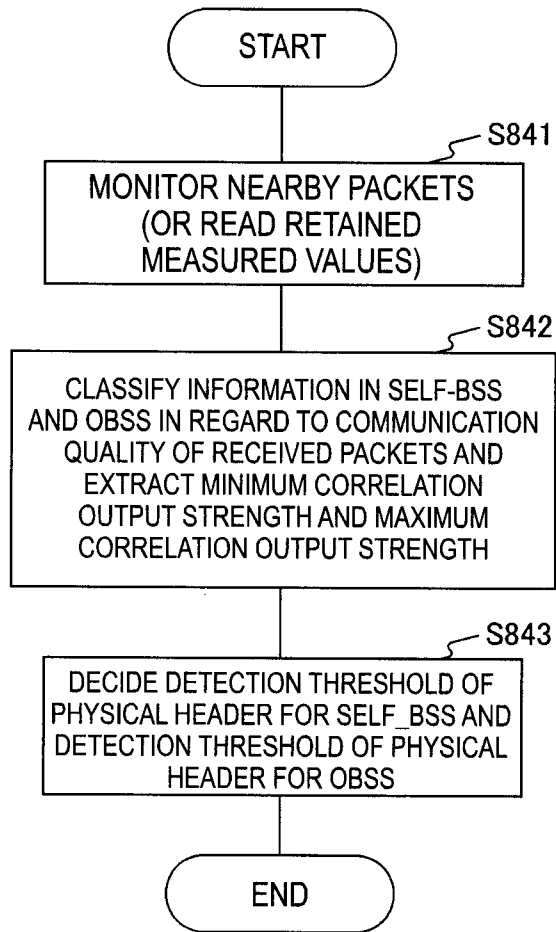 START
S841
MONITOR NEARBY PACKETS
(OR READ RETAINED
MEASURED VALUES)
S842
CLASSIFY INFORMATION IN SELF-BSS
AND OBSS IN REGARD TO COMMUNICATION
QUALITY OF RECEIVED PACKETS AND
EXTRACT MINIMUM CORRELATION
OUTPUT STRENGTH AND MAXIMUM
CORRELATION OUTPUT STRENGTH
S843
DECIDE DETECTION THRESHOLD OF
PHYSICAL HEADER FOR SELF_BSS AND
DETECTION THRESHOLD OF PHYSICAL
HEADER FOR OBSS
END